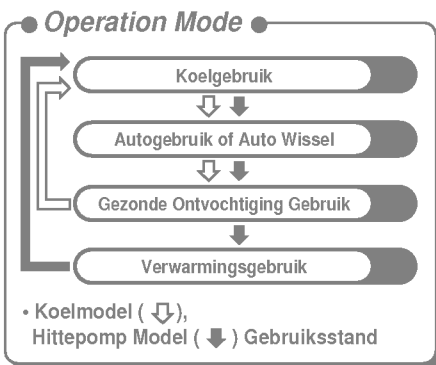 Operation Mode
Koelgebruik
Autogebruik of Auto Wissel
Gezonde Ontvochtiging Gebruik
Verwarmingsgebruik
• Koelmodel ( ⇩ ),
Hittepomp Model ( 🡇 ) Gebruiksstand